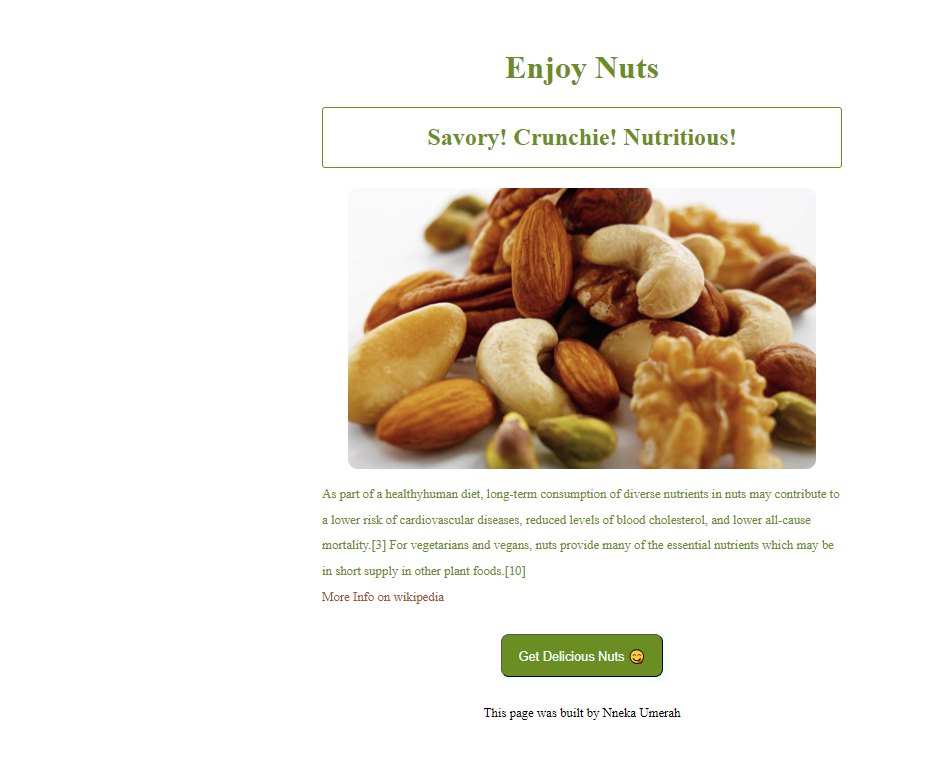 Enjoy Nuts
Savory! Crunchie! Nutritious!
As part of a healthyhuman diet, long-term consumption of diverse nutrients in nuts may contribute to
a lower risk of cardiovascular diseases, reduced levels of blood cholesterol, and lower all-cause
mortality.[3] For vegetarians and vegans, nuts provide many of the essential nutrients which may be
in short supply in other plant foods.[10]
More Info on wikipedia
Get Delicious Nuts 😋
This page was built by Nneka Umerah